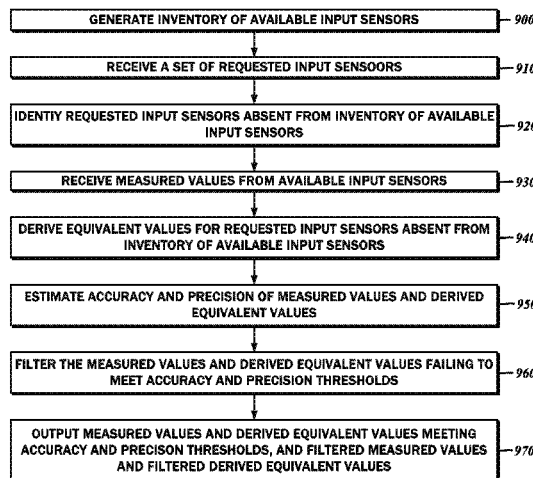 GENERATE INVENTORY OF AVAILABLE INPUT SENSORS
900
RECEIVE A SET OF REQUESTED INPUT SENSOORS
910
IDENTIY REQUESTED INPUT SENSORS ABSENT FROM INVENTORY OF AVAILABLE
INPUT SENSORS
920
RECEIVE MEASURED VALUES FROM AVAILABLE INPUT SENSORS
930
DERIVE EQUIVALENT VALUES FOR REQUESTED INPUT SENSORS ABSENT FROM
INVENTORY OF AVAILABLE INPUT SENSORS
940
ESTIMATE ACCURACY AND PRECISION OF MEASURED VALUES AND DERIVED
EQUIVALENT VALUES
950
FILTER THE MEASURED VALUES AND DERIVED EQUIVALENT VALUES FAILING TO
MEET ACCURACY AND PRECISION THRESHOLDS
960
OUTPUT MEASURED VALUES AND DERIVED EQUIVALENT VALUES MEETING
ACCURACY AND PRECISON THRESHOLDS, AND FILTERED MEASURED VALUES
AND FILTERED DERIVED EQUIVALENT VALUES
970